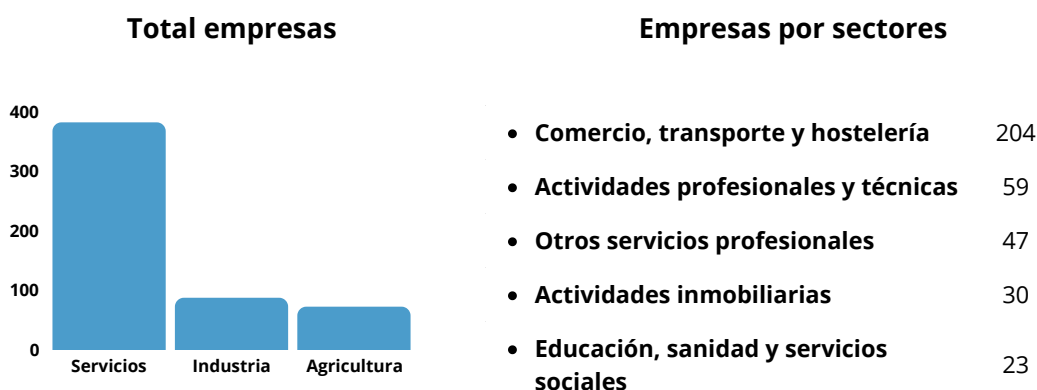 Total empresas
400
300
200
100
0
Servicios
Industria
Agricultura
Empresas por sectores
• Comercio, transporte y hostelería 204
• Actividades profesionales y técnicas 59
• Otros servicios profesionales 47
• Actividades inmobiliarias 30
• Educación, sanidad y servicios
sociales 23